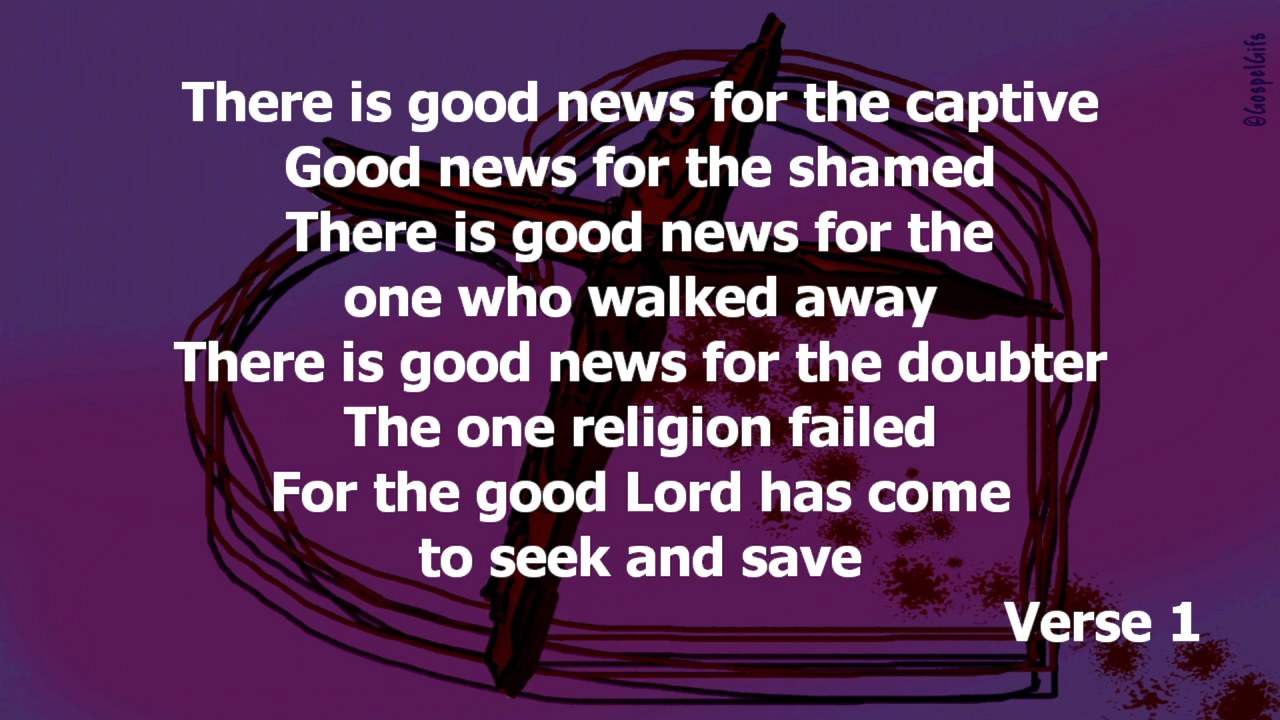 There is good news for the captive
Good news for the shamed
There is good news for the
one who walked away
There is good news for the doubter
The one religion failed
For the good Lord has come
to seek and save
Verse 1
©GospelGifs